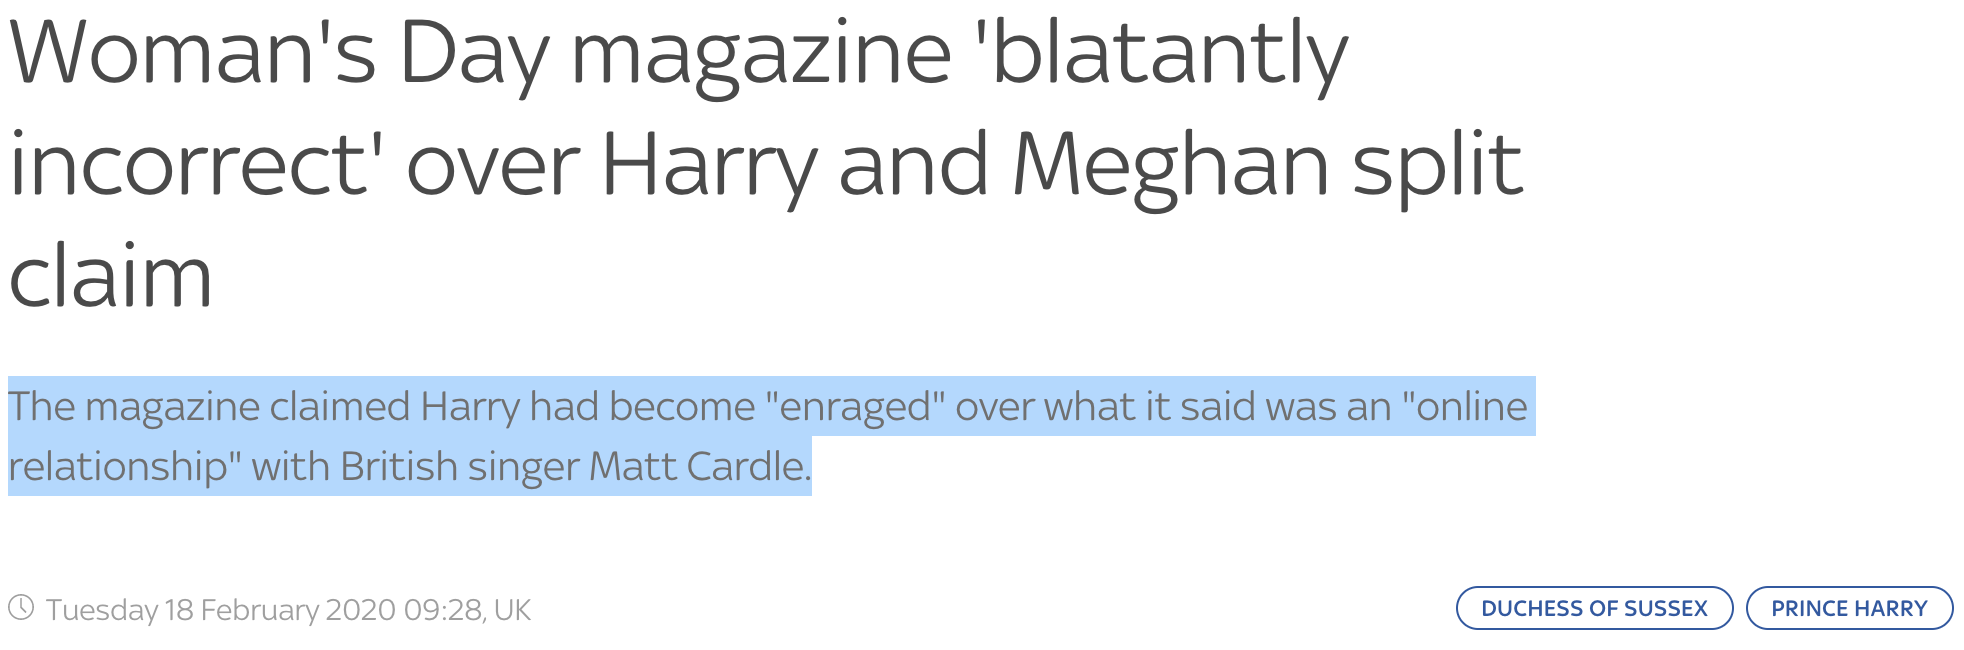 Woman's Day magazine 'blatantly
incorrect' over Harry and Meghan split
claim
The magazine claimed Harry had become "enraged" over what it said was an "online
relationship" with British singer Matt Cardle.
Tuesday 18 February 2020 09:28, UK
DUCHESS OF SUSSEX
PRINCE HARRY